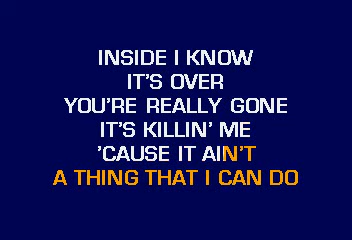 INSIDE I KNOW
IT'S OVER
YOU'RE REALLY GONE
IT'S KILLIN' ME
'CAUSE IT AIN'T
A THING THAT I CAN DO